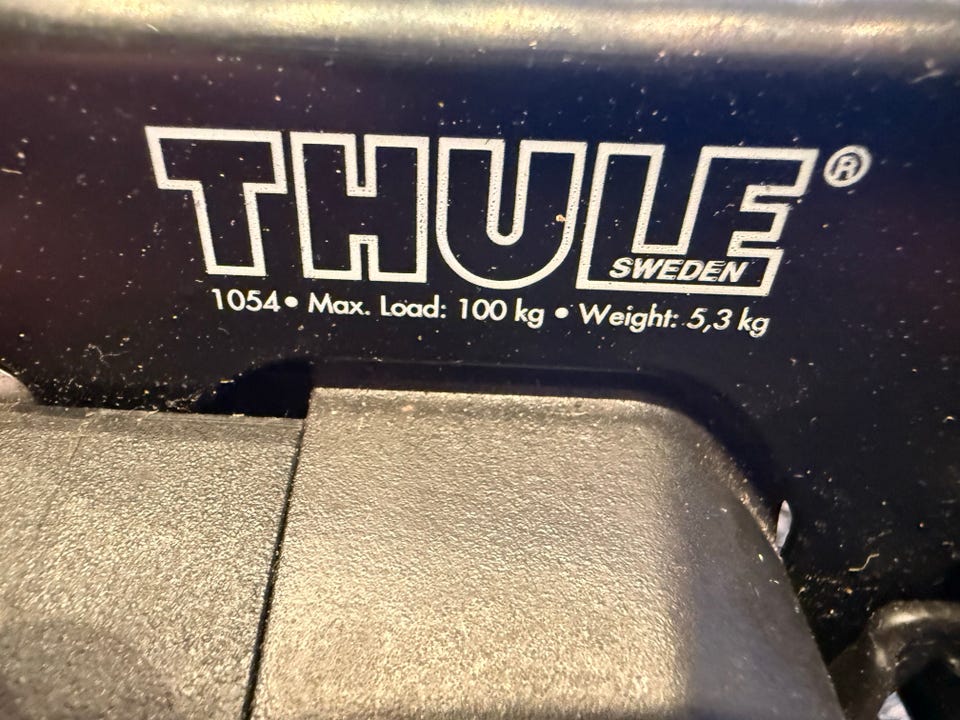 THULE®
SWEDEN
1054 • Max. Load: 100 kg • Weight: 5,3 kg